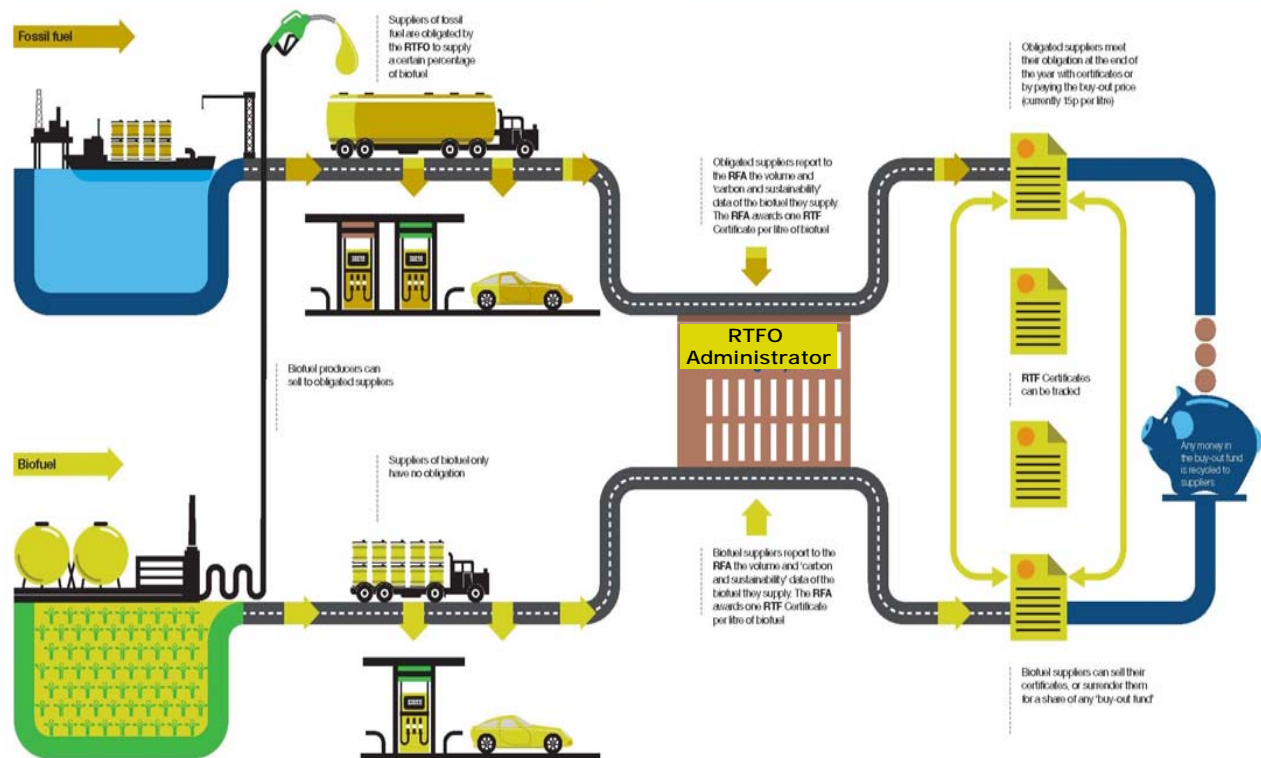 Fossil fuel
Suppliers of fossil
fuel are obligated by
the RTFO to supply
a certain percentage
of biofuel
Obligated suppliers meet
their obligation at the end of
the year with certificates or
by paying the buy-out price
(currently 15p per litre)
Obligated suppliers report to
the RFA the volume and
'carbon and sustainability'
data of the biofuel they supply.
The RFA awards one RTF
Certificate per litre of biofuel
RTFO
Administrator
Biofuel producers can
sell to obligated suppliers
RTF Certificates
can be traded
Any money in
the buy-out fund
is recycled to
suppliers
Biofuel
Suppliers of biofuel only
have no obligation
Biofuel suppliers report to the
RFA the volume and 'carbon
and sustainability' data of the
biofuel they supply. The RFA
awards one RTF Certificate
per litre of biofuel
Biofuel suppliers can sell their
certificates, or surrender them
for a share of any 'buy-out fund'